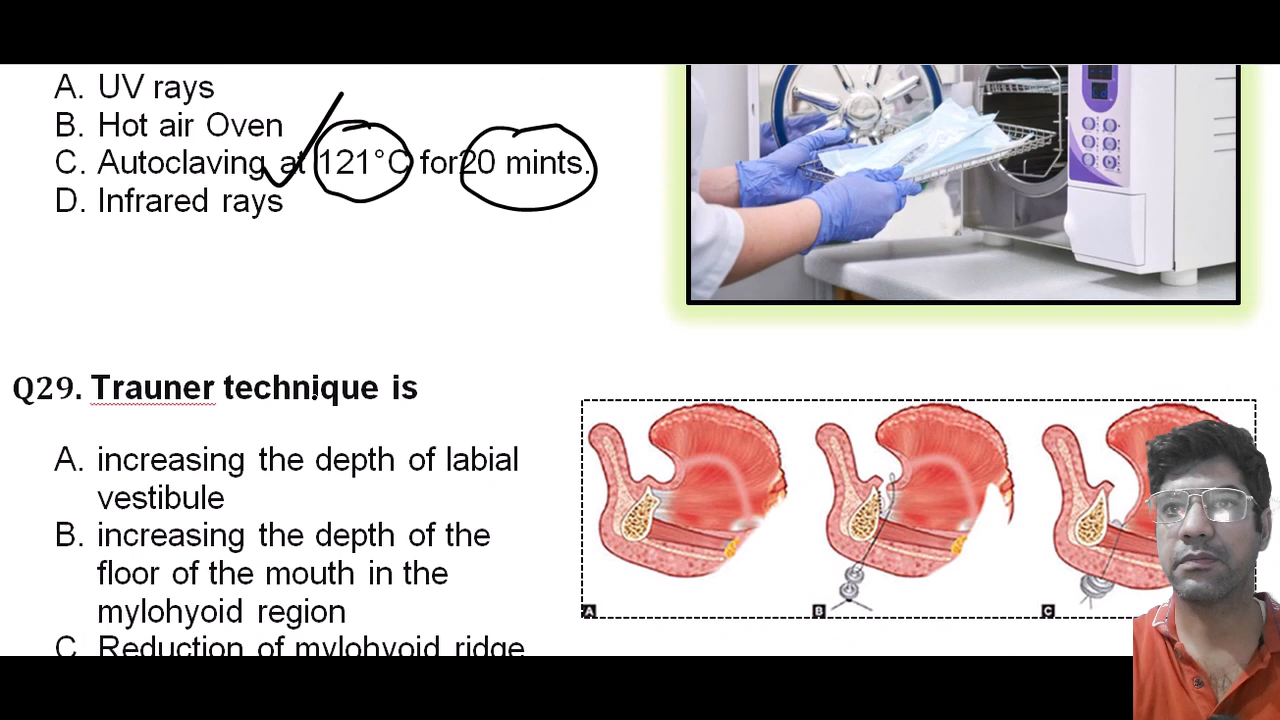 A. UV rays
B. Hot air Oven
C. Autoclaving at 121°C for20 mints.
D. Infrared rays
Q29. Trauner technique is
A. increasing the depth of labial
vestibule
B. increasing the depth of the
floor of the mouth in the
mylohyoid region
C. Reduction of mylohyoid ridge
A
B
C